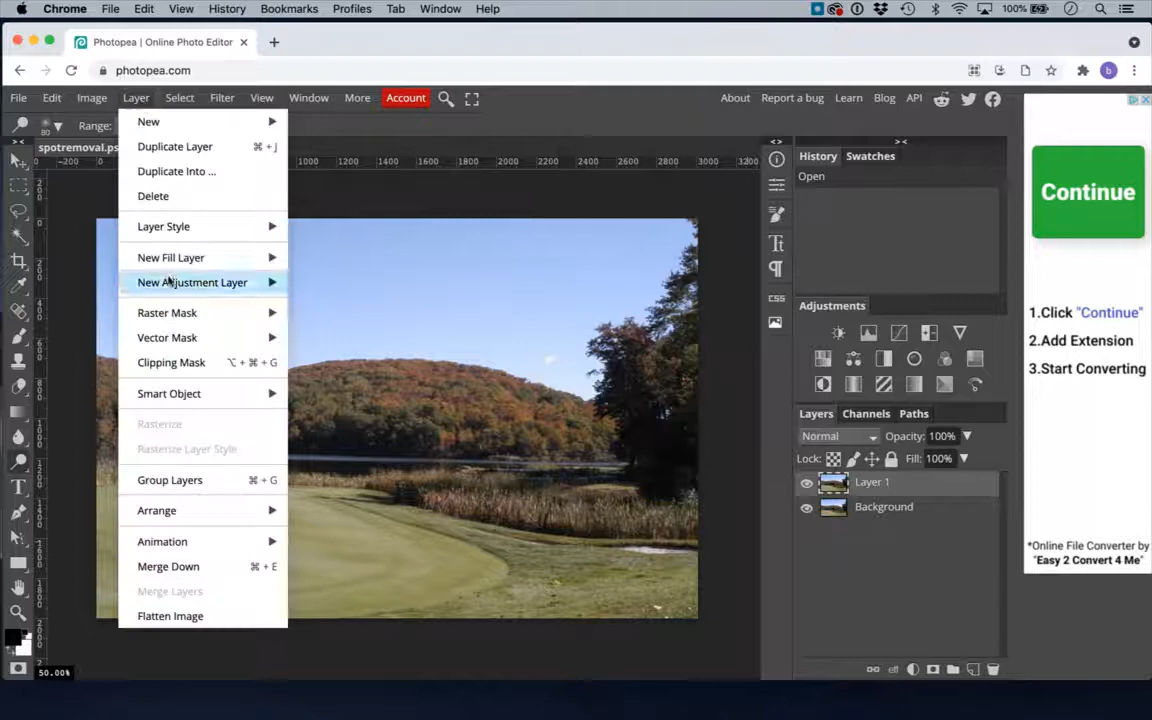 Chrome File Edit View History Bookmarks Profiles Tab Window Help 100%
Photopea | Online Photo Editor
photopea.com b
File Edit Image Layer Select Filter View Window More Account About Report a bug Learn Blog API
80 Range:
spotremoval.ps
-200 0 1000 1200 1400 1600 1800 2000 2200 2400 2600 2800 3000 3200
New
Duplicate Layer ⌘ + J
Duplicate Into ...
Delete
Layer Style
New Fill Layer
New Adjustment Layer
Raster Mask
Vector Mask
Clipping Mask ⌥ + ⌘ + G
Smart Object
Rasterize
Rasterize Layer Style
Group Layers ⌘ + G
Arrange
Animation
Merge Down ⌘ + E
Merge Layers
Flatten Image
50.00%
CSS
History Swatches
Open
Adjustments
Layers Channels Paths
Normal Opacity: 100%
Lock: Fill: 100%
Layer 1
Background
eff
Continue
1.Click "Continue"
2.Add Extension
3.Start Converting
*Online File Converter by
"Easy 2 Convert 4 Me"